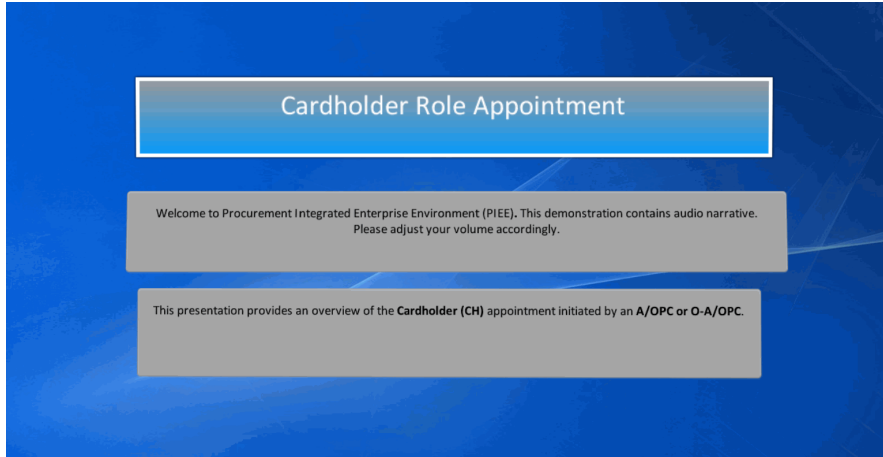 Cardholder Role Appointment
Welcome to Procurement Integrated Enterprise Environment (PIEE). This demonstration contains audio narrative.
Please adjust your volume accordingly.
This presentation provides an overview of the Cardholder (CH) appointment initiated by an A/OPC or O-A/OPC.